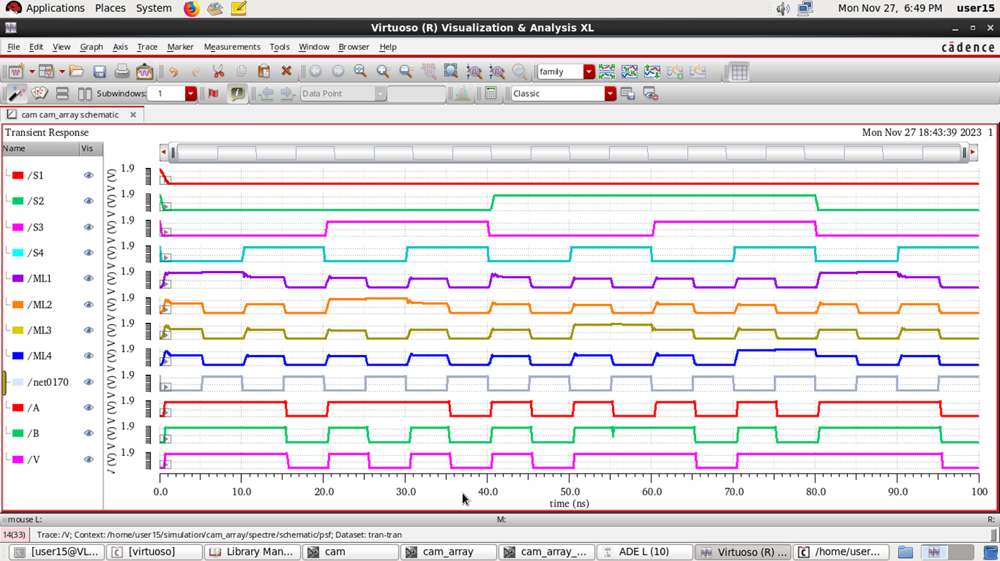 Applications Places System Mon Nov 27, 6:49 PM user15
Virtuoso (R) Visualization & Analysis XL
File Edit View Graph Axis Trace Marker Measurements Tools Window Browser Help cādence
family
Subwindows: 1 Data Point Classic
cam cam_array schematic
Transient Response Mon Nov 27 18:43:39 2023 1
Name Vis
/S1 1.9
/S2 1.9
/S3 1.9
/S4 1.9
/ML1 1.9
/ML2 1.9
/ML3 1.9
/ML4 1.9
/net0170 1.9
/A 1.9
/B 1.9
/V 1.9
0.0 10.0 20.0 30.0 40.0 50.0 60.0 70.0 80.0 90.0 100
time (ns)
mouse L: M: R:
14(33) Trace: /V; Context: /home/user15/simulation/cam_array/spectre/schematic/psf; Dataset: tran-tran
[user15@VL... [virtuoso] Library Man... cam cam_array cam_array_... ADE L (10) Virtuoso (R) ... /home/user...